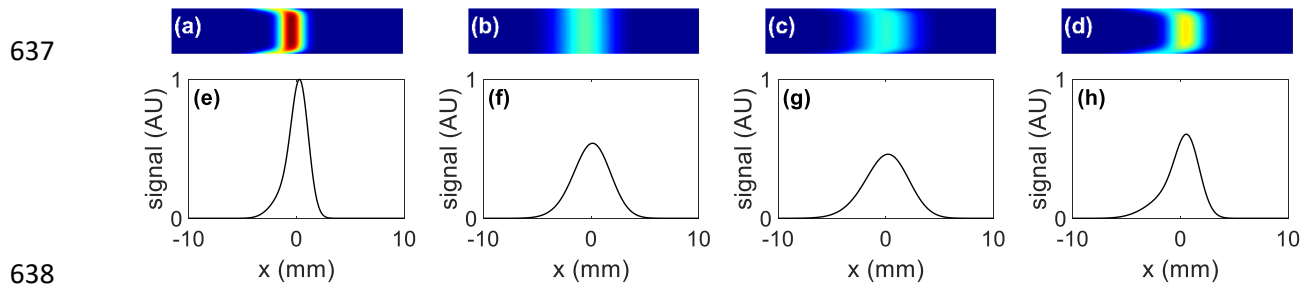 637
(a) (b) (c) (d)
1 1 1 1
(e) (f) (g) (h)
signal (AU) signal (AU) signal (AU) signal (AU)
0 0 0 0
-10 0 10 -10 0 10 -10 0 10 -10 0 10
x (mm) x (mm) x (mm) x (mm)
638